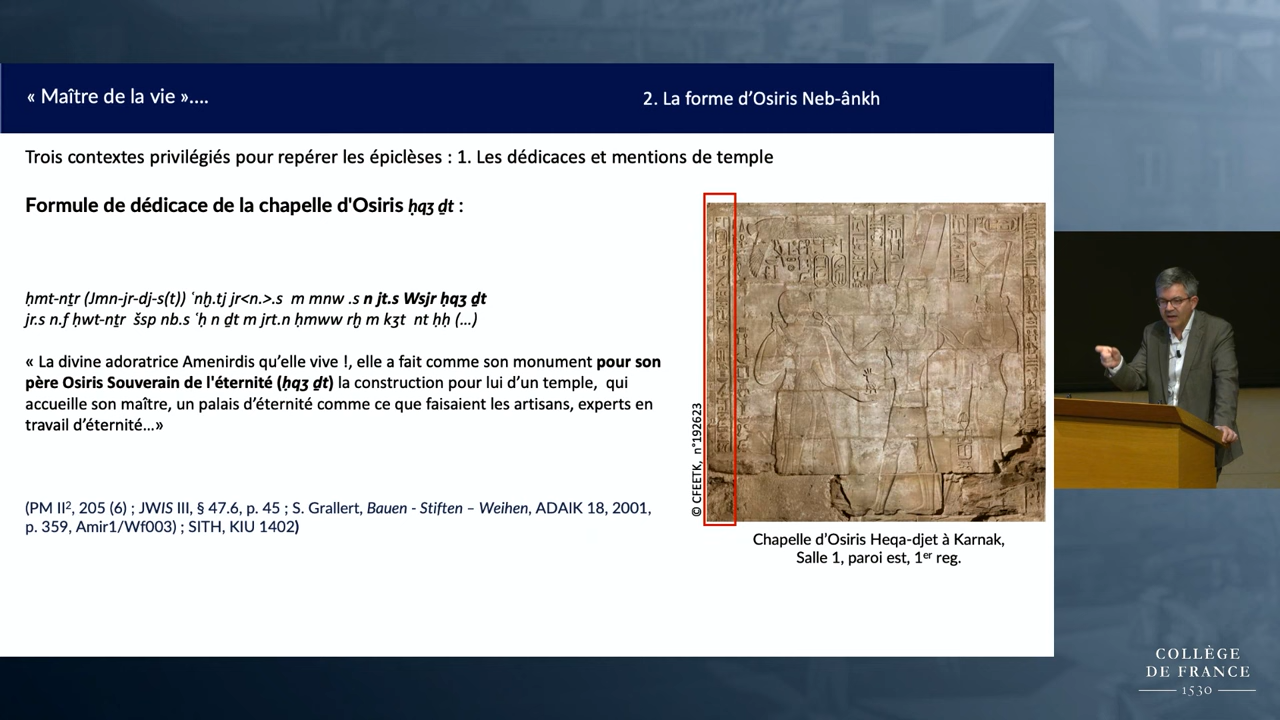 « Maître de la vie »....
2. La forme d’Osiris Neb-ânkh
Trois contextes privilégiés pour repérer les épiclèses : 1. Les dédicaces et mentions de temple
Formule de dédicace de la chapelle d'Osiris ḥqȝ ḏt :
ḥmt-nṯr (Jmn-jr-dj-s(t)) ʿnḫ.tj jr<n.>.s m mnw .s n jt.s Wsjr ḥqȝ ḏt
jr.s n.f ḥwt-nṯr šsp nb.s ʿḥ n ḏt m jrt.n ḥmww rḫ m kȝt nt ḥḥ (...)
« La divine adoratrice Amenirdis qu’elle vive !, elle a fait comme son monument pour son
père Osiris Souverain de l'éternité (ḥqȝ ḏt) la construction pour lui d’un temple, qui
accueille son maître, un palais d’éternité comme ce que faisaient les artisans, experts en
travail d’éternité…»
(PM II², 205 (6) ; JWIS III, § 47.6, p. 45 ; S. Grallert, Bauen - Stiften – Weihen, ADAIK 18, 2001,
p. 359, Amir1/Wf003) ; SITH, KIU 1402)
© CFEETK, n°192623
Chapelle d’Osiris Heqa-djet à Karnak,
Salle 1, paroi est, 1er reg.
COLLÈGE
DE FRANCE
1530